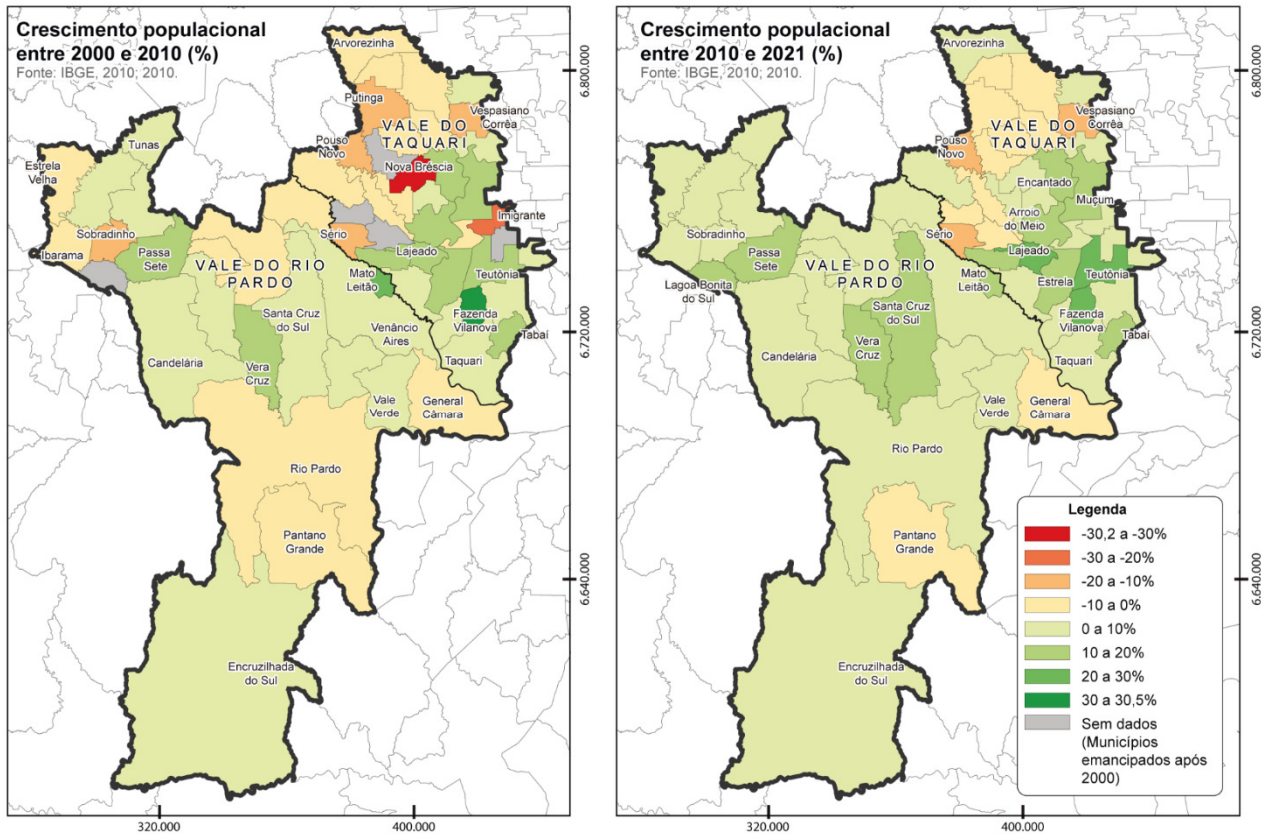 Crescimento populacional
entre 2000 e 2010 (%)
Fonte: IBGE, 2010; 2010.
Arvorezinha
Putinga
Vespasiano
Corrêa
VALE DO
TAQUARI
Tunas
Pouso
Novo
Nova Bréscia
Estrela
Velha
Imigrante
Sobradinho
Sério
Passa
Sete
Ibarama
Lajeado
VALE DO RIO
PARDO
Mato
Leitão
Teutônia
Santa Cruz
do Sul
Fazenda
Vilanova
Venâncio
Aires
Tabaí
Candelária
Vera
Cruz
Taquari
Vale
Verde
General
Câmara
Rio Pardo
Pantano
Grande
Encruzilhada
do Sul
6.800.000
6.720.000
6.640.000
320.000
400.000
Crescimento populacional
entre 2010 e 2021 (%)
Fonte: IBGE, 2010; 2010.
Arvorezinha
Vespasiano
Corrêa
VALE DO
TAQUARI
Pouso
Novo
Encantado
Muçum
Arroio
do Meio
Sobradinho
Sério
Passa
Sete
Lajeado
VALE DO RIO
PARDO
Mato
Leitão
Teutônia
Estrela
Lagoa Bonita
do Sul
Santa Cruz
do Sul
Fazenda
Vilanova
Tabaí
Vera
Cruz
Candelária
Taquari
Vale
Verde
General
Câmara
Rio Pardo
Pantano
Grande
Encruzilhada
do Sul
6.800.000
6.720.000
6.640.000
320.000
400.000
Legenda
-30,2 a -30%
-30 a -20%
-20 a -10%
-10 a 0%
0 a 10%
10 a 20%
20 a 30%
30 a 30,5%
Sem dados
(Municípios
emancipados após
2000)